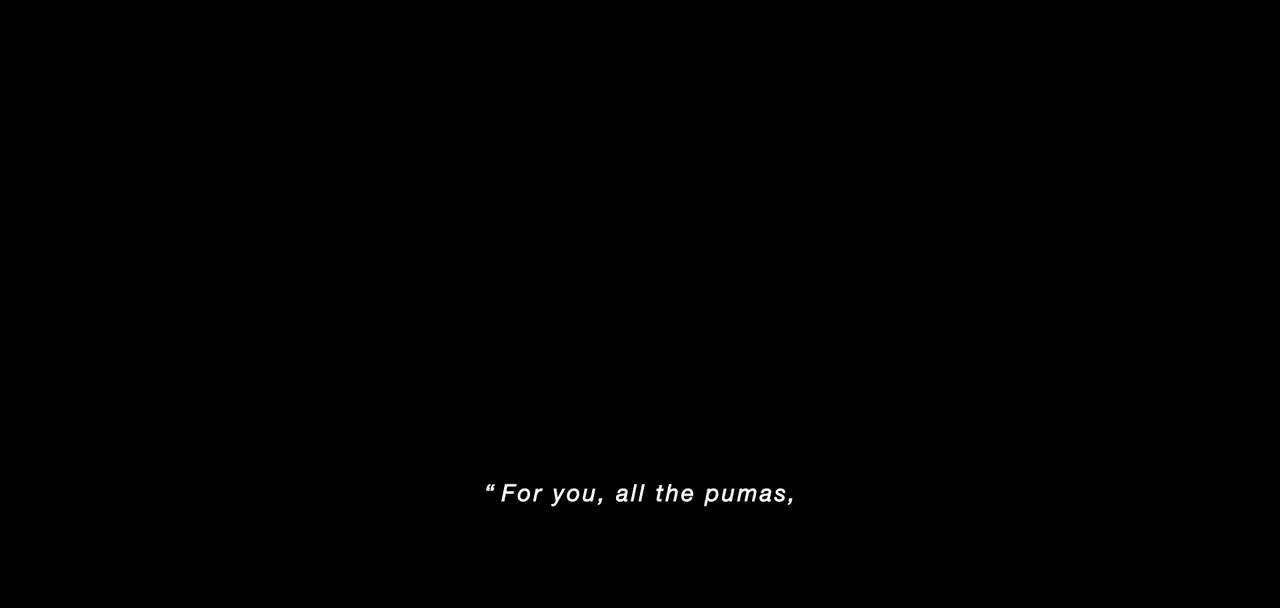 “ For you, all the pumas,